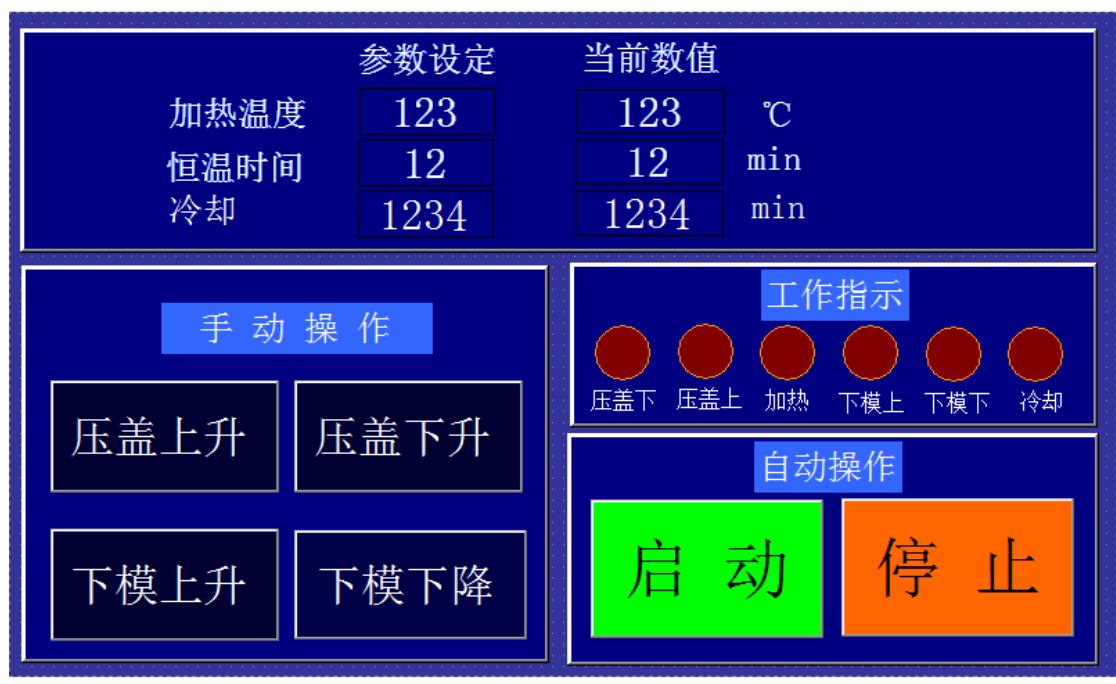 参数设定 当前数值
加热温度 123 123 ℃
恒温时间 12 12 min
冷却 1234 1234 min
手动操作
压盖上升 压盖下升
下模上升 下模下降
工作指示
压盖下 压盖上 加热 下模上 下模下 冷却
自动操作
启动 停止